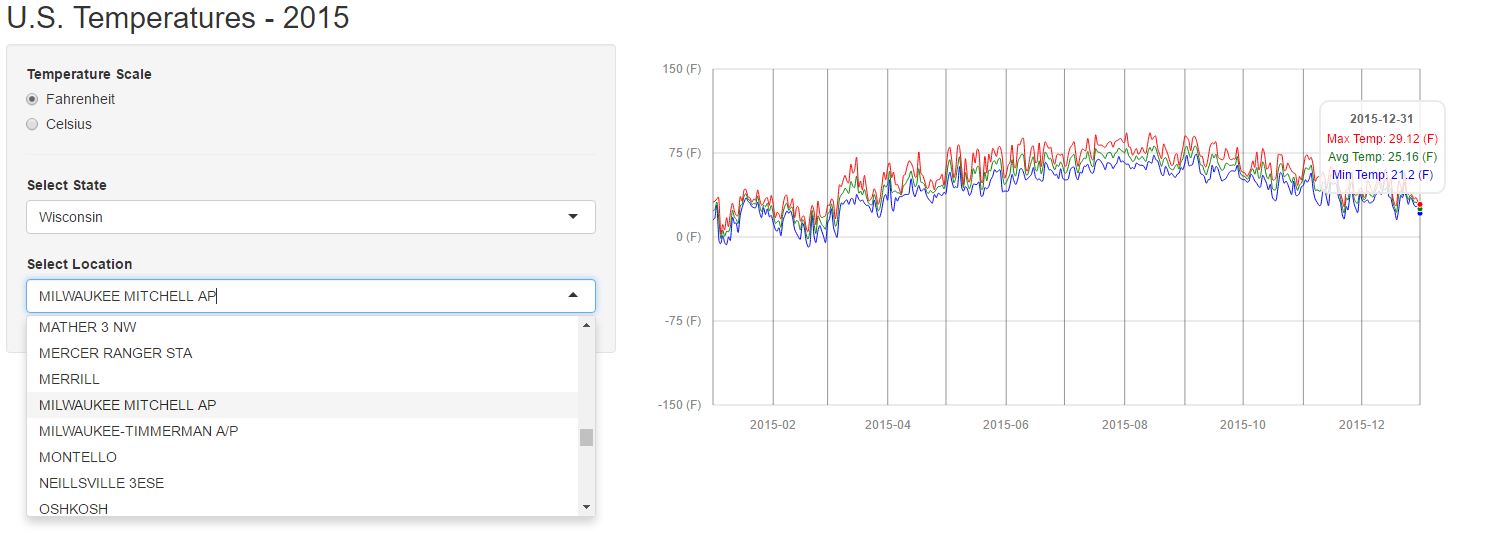 U.S. Temperatures - 2015
Temperature Scale
Fahrenheit
Celsius
Select State
Wisconsin
Select Location
MILWAUKEE MITCHELL AP
MATHER 3 NW
MERCER RANGER STA
MERRILL
MILWAUKEE MITCHELL AP
MILWAUKEE-TIMMERMAN A/P
MONTELLO
NEILLSVILLE 3ESE
OSHKOSH
150 (F)
75 (F)
0 (F)
-75 (F)
-150 (F)
2015-12-31
Max Temp: 29.12 (F)
Avg Temp: 25.16 (F)
Min Temp: 21.2 (F)
2015-02
2015-04
2015-06
2015-08
2015-10
2015-12